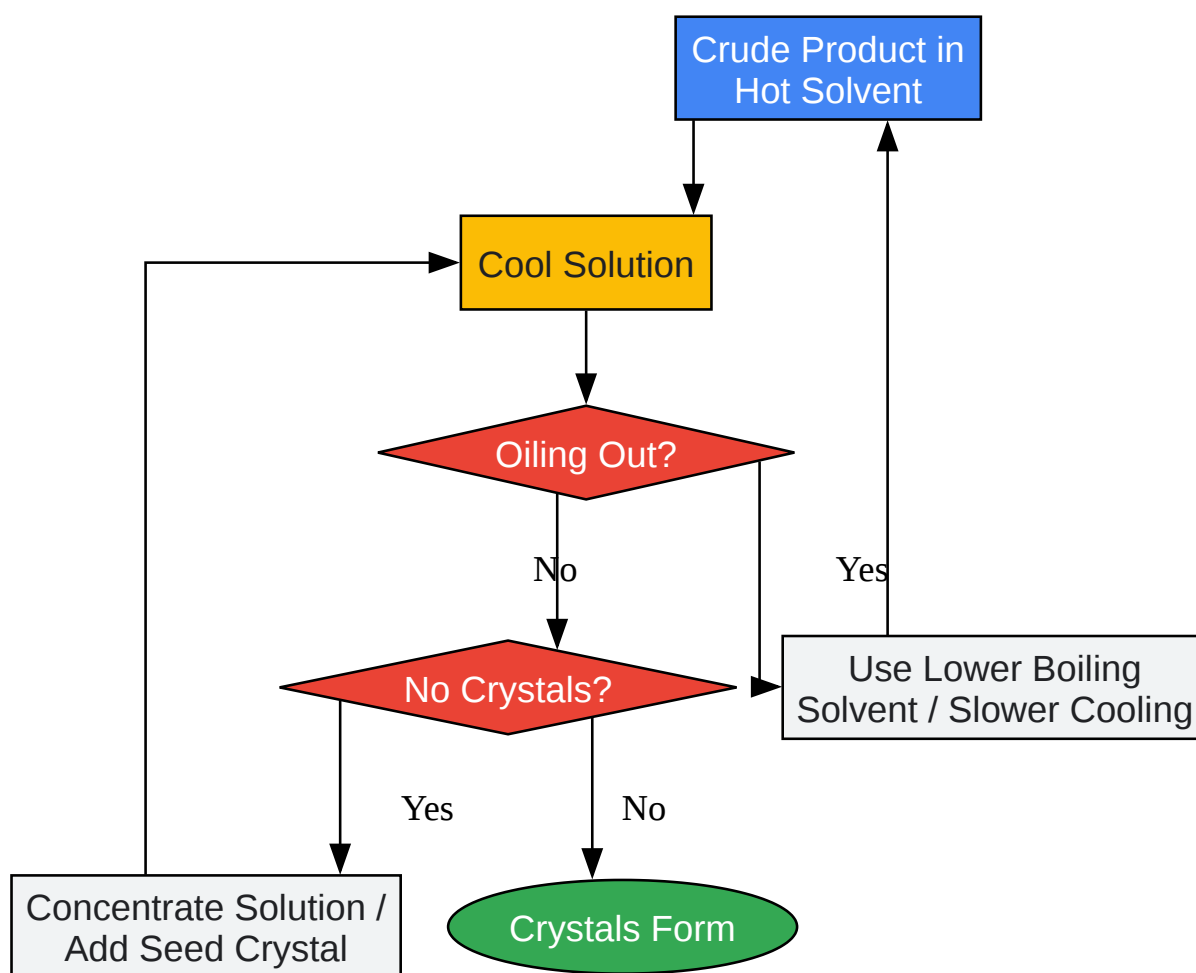 Crude Product in
Hot Solvent
Cool Solution
Oiling Out?
No
Yes
No Crystals?
Use Lower Boiling
Solvent / Slower Cooling
Yes
No
Concentrate Solution /
Add Seed Crystal
Crystals Form